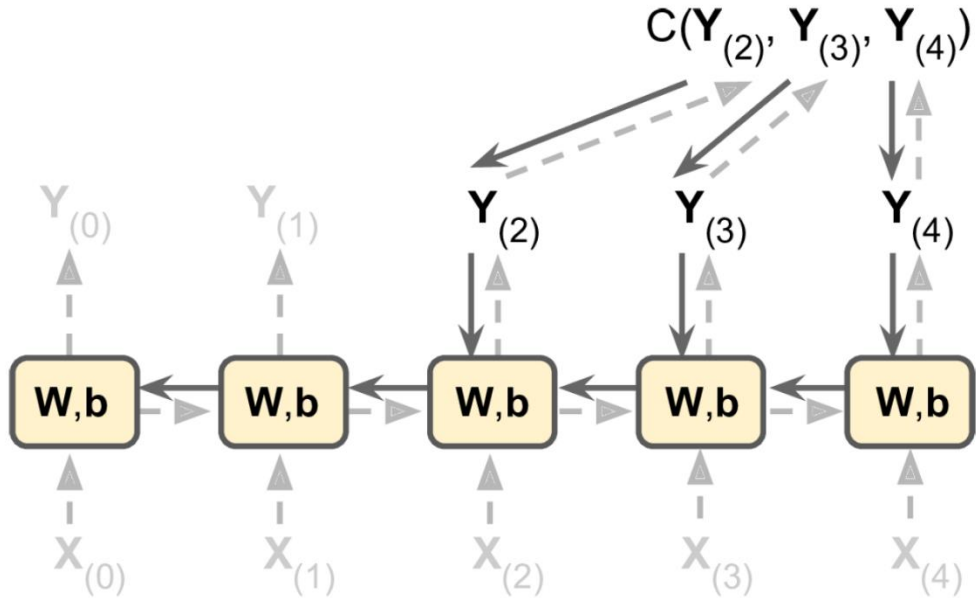 C(Y(2), Y(3), Y(4))
Y(0) Y(1) Y(2) Y(3) Y(4)
W,b W,b W,b W,b W,b
X(0) X(1) X(2) X(3) X(4)